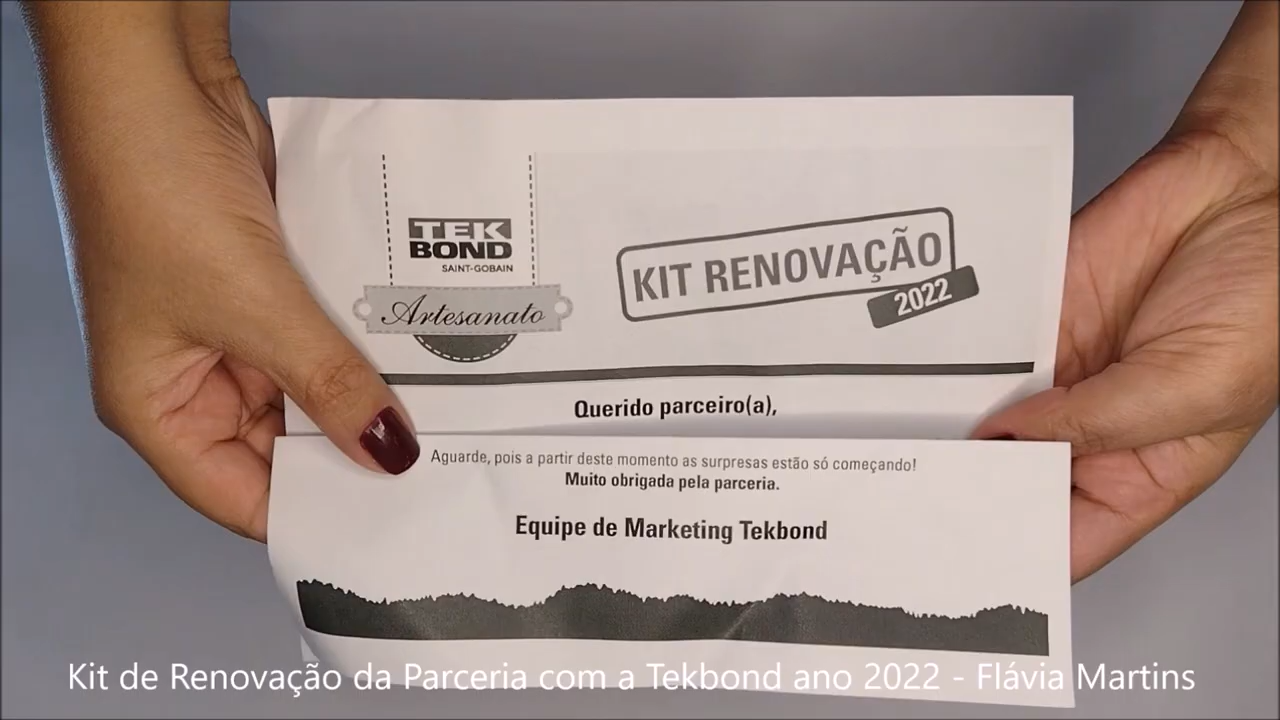 TEK
BOND
SAINT-GOBAIN
Artesanato
KIT RENOVAÇÃO
2022
Querido parceiro(a),
Aguarde, pois a partir deste momento as surpresas estão só começando!
Muito obrigada pela parceria.
Equipe de Marketing Tekbond
Kit de Renovação da Parceria com a Tekbond ano 2022 - Flávia Martins